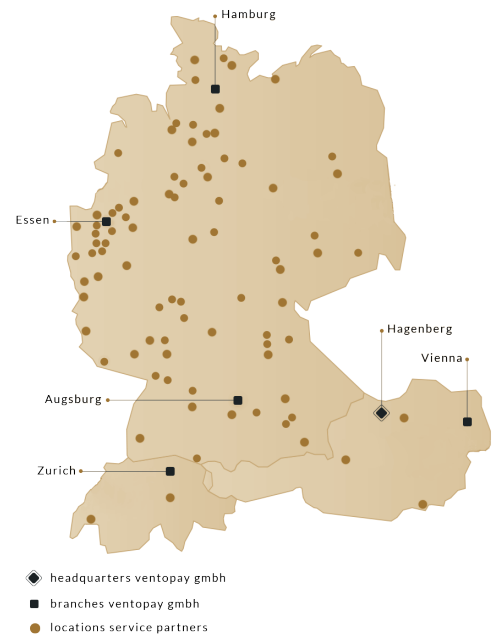 Hamburg
Essen
Hagenberg
Vienna
Augsburg
Zurich
headquarters ventopay gmbh
branches ventopay gmbh
locations service partners